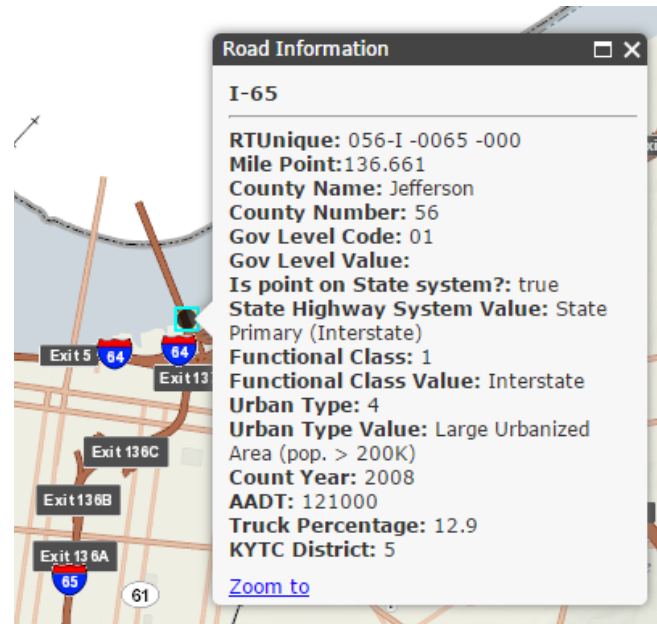 Road Information
I-65
RTUnique: 056-I -0065 -000
Mile Point:136.661
County Name: Jefferson
County Number: 56
Gov Level Code: 01
Gov Level Value:
Is point on State system?: true
State Highway System Value: State
Primary (Interstate)
Functional Class: 1
Functional Class Value: Interstate
Urban Type: 4
Urban Type Value: Large Urbanized
Area (pop. > 200K)
Count Year: 2008
AADT: 121000
Truck Percentage: 12.9
KYTC District: 5
Zoom to
Exit 5
64
64
Exit 137
Exit 136C
Exit 136B
Exit 136A
65
61